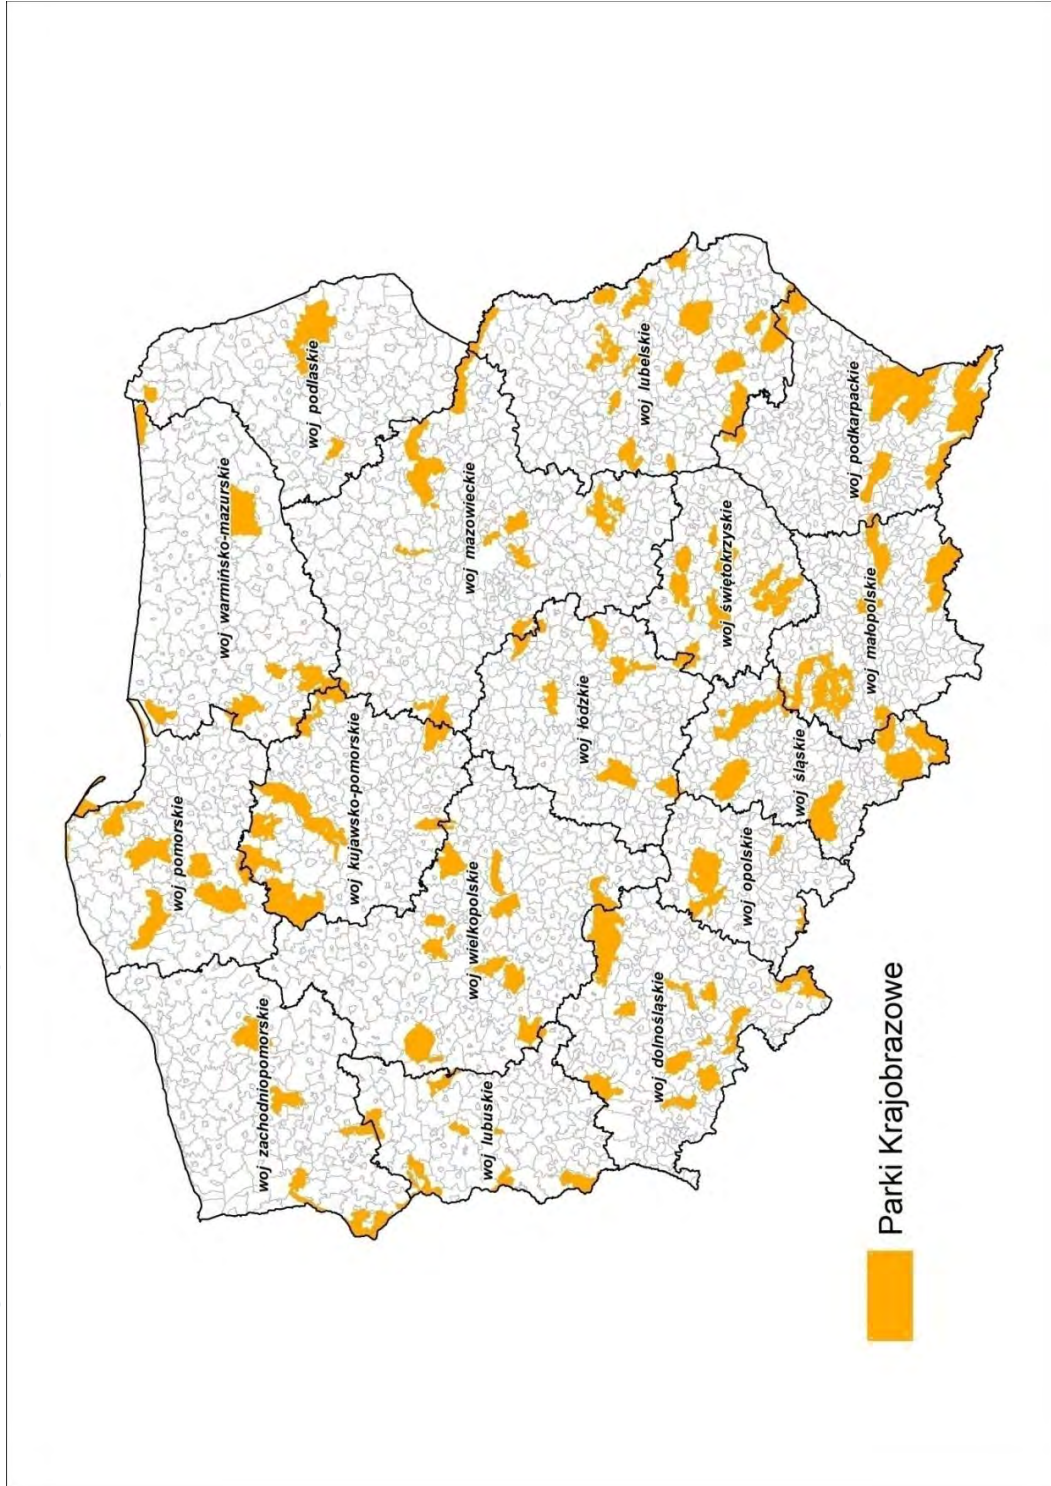 woj pomorskie
woj warmińsko-mazurskie
woj podlaskie
woj zachodniopomorskie
woj kujawsko-pomorskie
woj mazowieckie
woj wielkopolskie
woj lubuskie
woj łódzkie
woj lubelskie
woj dolnośląskie
woj opolskie
woj śląskie
woj świętokrzyskie
woj małopolskie
woj podkarpackie
Parki Krajobrazowe